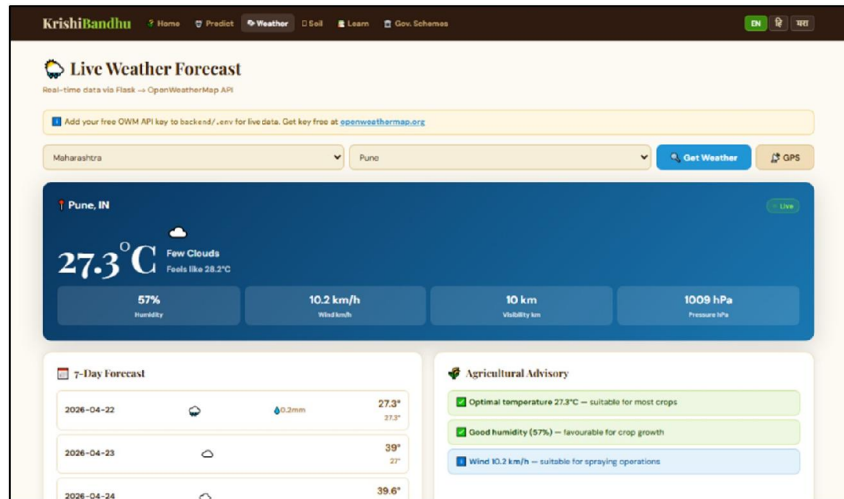 KrishiBandhu Home Predict Weather Soil Learn Gov. Schemes EN हि मरा
Live Weather Forecast
Real-time data via Flask → OpenWeatherMap API
Add your free OWM API key to backend/.env for live data. Get key free at openweathermap.org
Maharashtra Pune Get Weather GPS
Pune, IN Live
27.3°C
Few Clouds
Feels like 28.2°C
57% 10.2 km/h 10 km 1009 hPa
Humidity Wind km/h Visibility km Pressure hPa
7-Day Forecast
2026-04-22 0.2mm 27.3°
27.3°
2026-04-23 39°
27°
2026-04-24 39.6°
Agricultural Advisory
Optimal temperature 27.3°C — suitable for most crops
Good humidity (57%) — favourable for crop growth
Wind 10.2 km/h — suitable for spraying operations